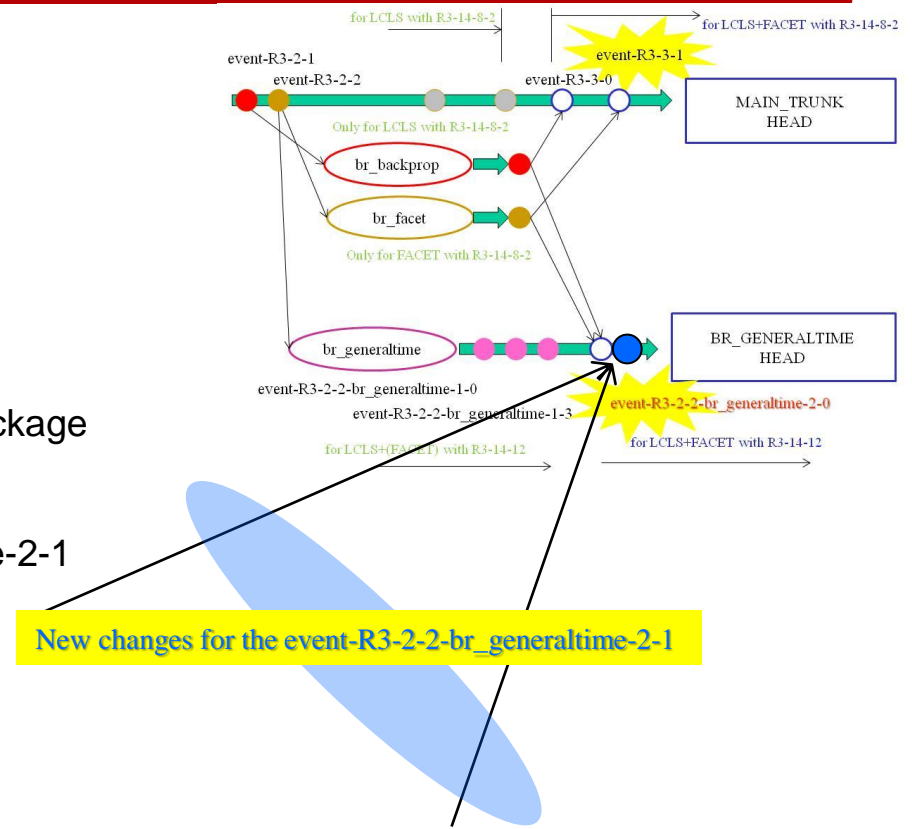 for LCLS with R3-14-8-2
for LCLS+FACET with R3-14-8-2
event-R3-3-1
event-R3-2-1
event-R3-2-2
event-R3-3-0
MAIN_TRUNK
HEAD
Only for LCLS with R3-14-8-2
br_backprop
br_facet
Only for FACET with R3-14-8-2
br_generaltime
BR_GENERALTIME
HEAD
event-R3-2-2-br_generaltime-1-0
event-R3-2-2-br_generaltime-1-3
event-R3-2-2-br_generaltime-2-0
ckage
for LCLS+(FACET) with R3-14-12
for LCLS+FACET with R3-14-12
e-2-1
New changes for the event-R3-2-2-br_generaltime-2-1